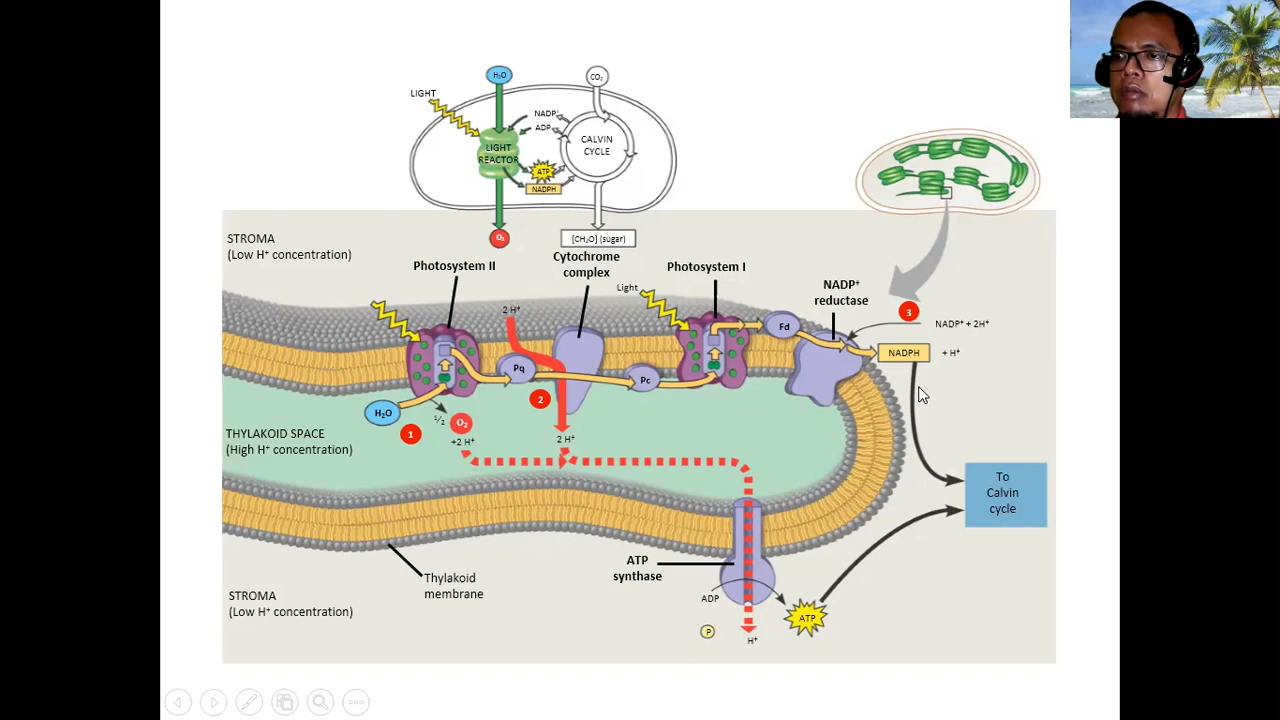 H₂O
CO₂
LIGHT
NADP⁺
ADP
LIGHT
REACTOR
CALVIN
CYCLE
ATP
NADPH
O₂
[CH₂O] (sugar)
STROMA
(Low H⁺ concentration)
Photosystem II
Cytochrome
complex
Photosystem I
Light
NADP⁺
reductase
2 H⁺
Fd
3
NADP⁺ + 2H⁺
NADPH
+ H⁺
Pq
Pc
2
H₂O
1
½
O₂
+2 H⁺
2 H⁺
THYLAKOID SPACE
(High H⁺ concentration)
To
Calvin
cycle
ATP
synthase
Thylakoid
membrane
STROMA
(Low H⁺ concentration)
ADP
P
H⁺
ATP